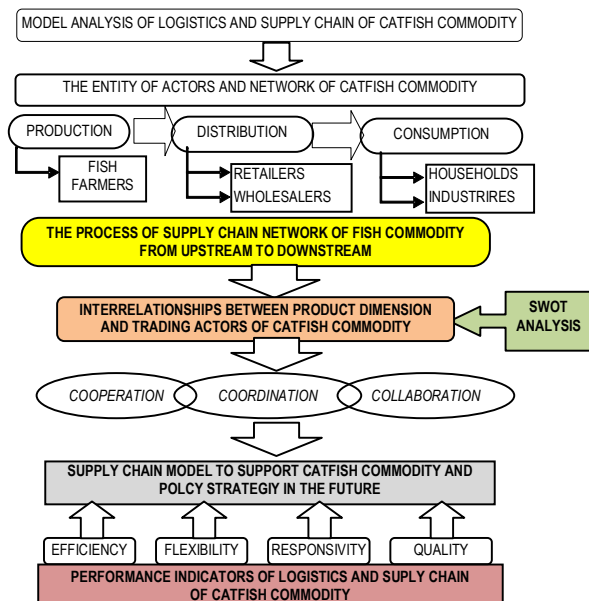 MODEL ANALYSIS OF LOGISTICS AND SUPPLY CHAIN OF CATFISH COMMODITY
THE ENTITY OF ACTORS AND NETWORK OF CATFISH COMMODITY
PRODUCTION
DISTRIBUTION
CONSUMPTION
FISH
FARMERS
RETAILERS
WHOLESALERS
HOUSEHOLDS
INDUSTRIRES
THE PROCESS OF SUPPLY CHAIN NETWORK OF FISH COMMODITY
FROM UPSTREAM TO DOWNSTREAM
INTERRELATIONSHIPS BETWEEN PRODUCT DIMENSION
AND TRADING ACTORS OF CATFISH COMMODITY
SWOT
ANALYSIS
COOPERATION
COORDINATION
COLLABORATION
SUPPLY CHAIN MODEL TO SUPPORT CATFISH COMMODITY AND
POLCY STRATEGIY IN THE FUTURE
EFFICIENCY
FLEXIBILITY
RESPONSIVITY
QUALITY
PERFORMANCE INDICATORS OF LOGISTICS AND SUPLY CHAIN
OF CATFISH COMMODITY